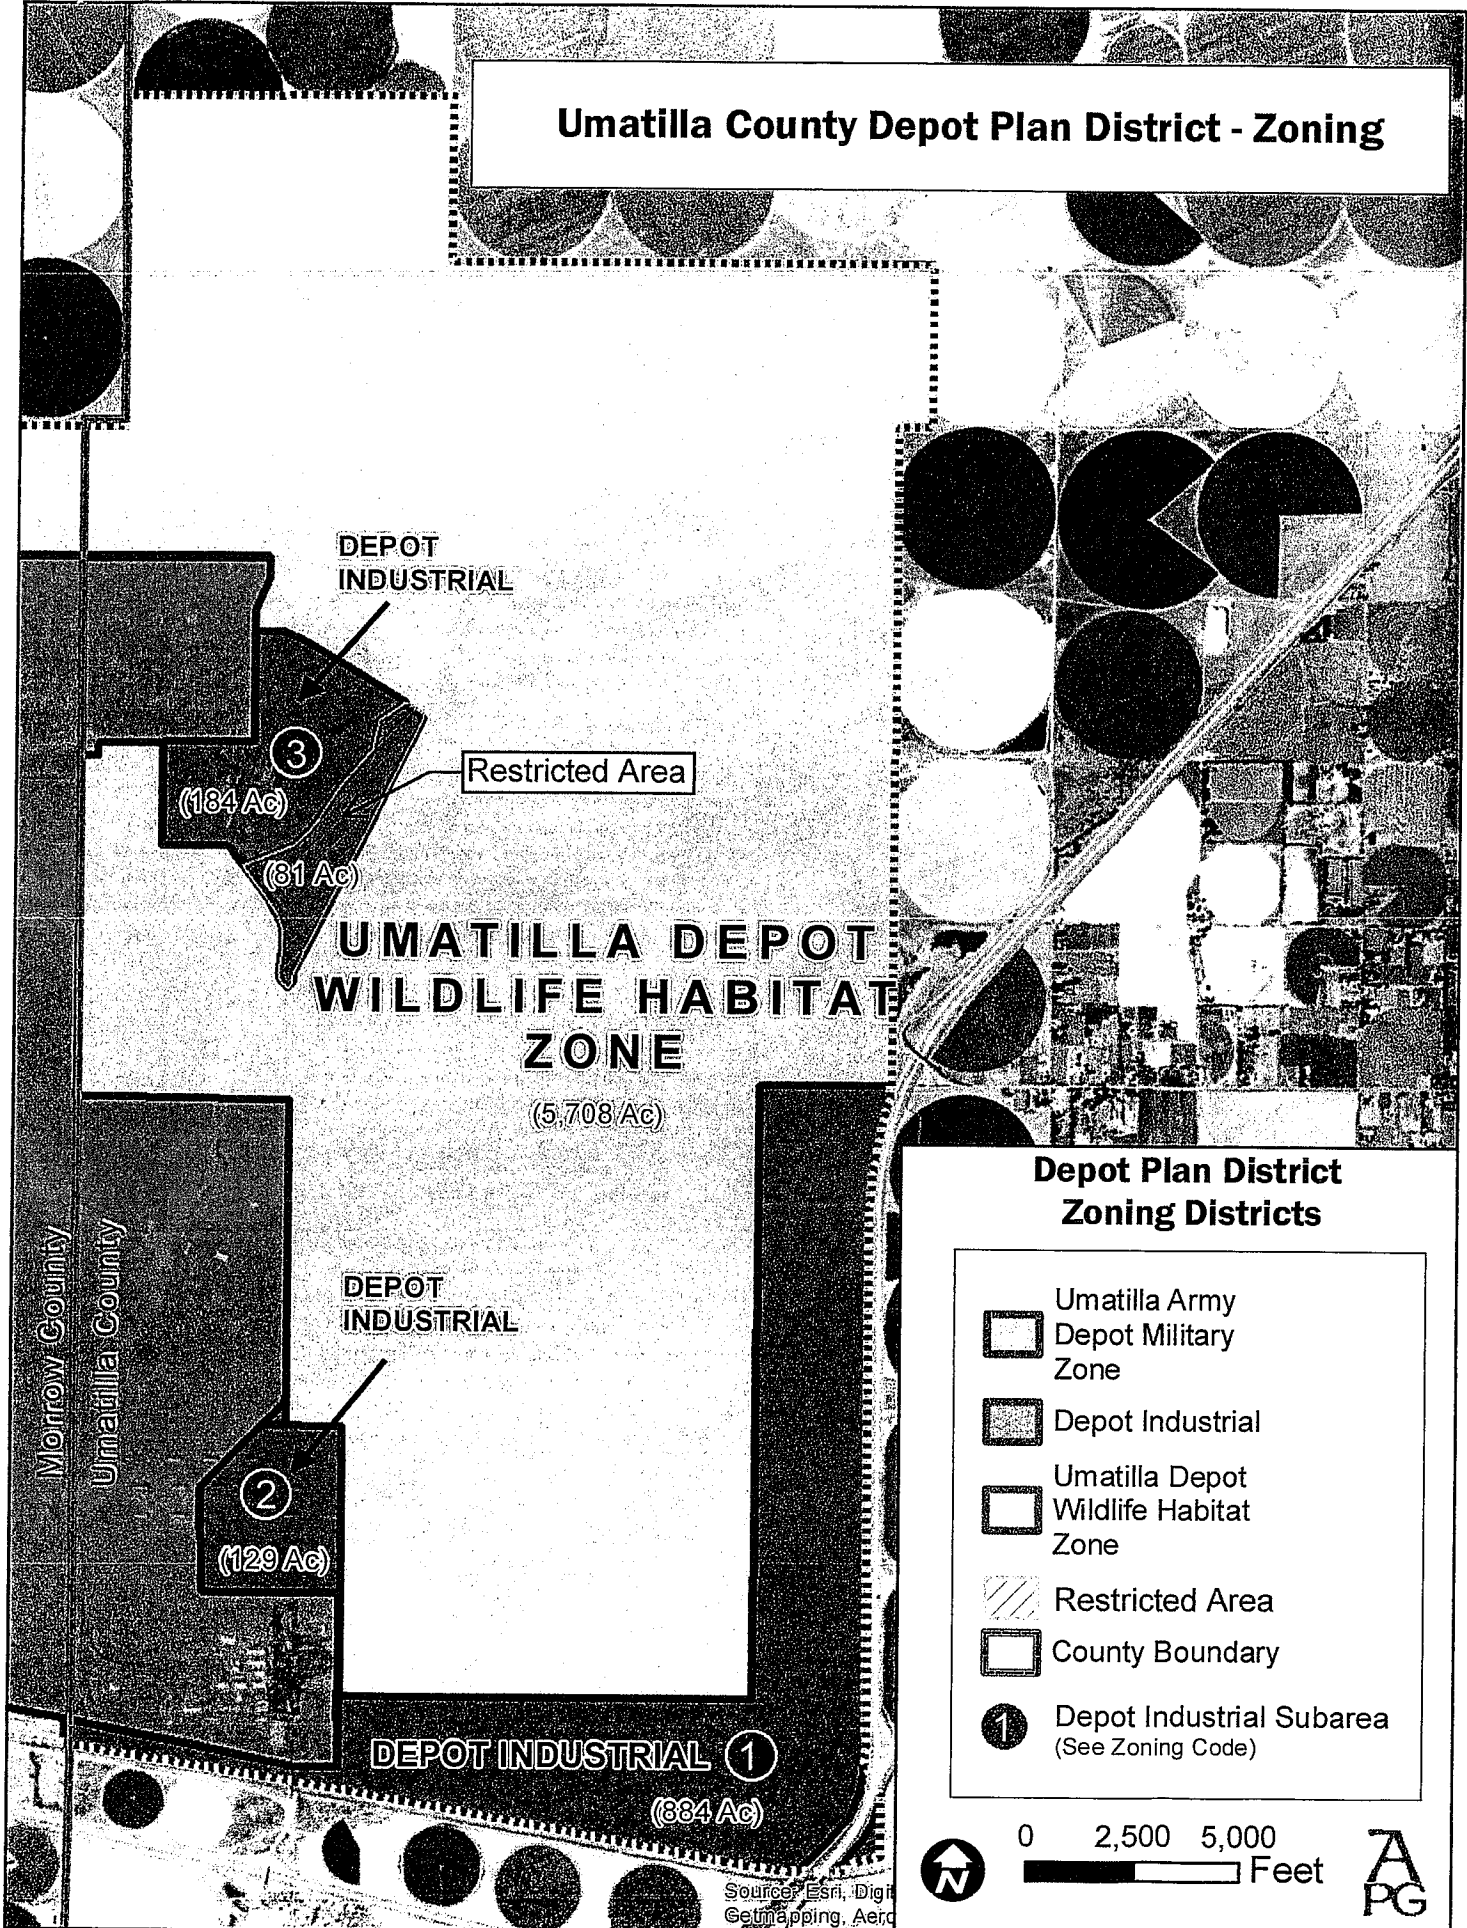 Umatilla County Depot Plan District - Zoning
DEPOT
INDUSTRIAL
3
(184 Ac)
Restricted Area
(81 Ac)
UMATILLA DEPOT
WILDLIFE HABITAT
ZONE
(5,708 Ac)
Morrow County
Umatilla County
DEPOT
INDUSTRIAL
2
(129 Ac)
DEPOT INDUSTRIAL 1
(884 Ac)
Source: Esri, Digi
Getmapping, Aero
Depot Plan District
Zoning Districts
Umatilla Army
Depot Military
Zone
Depot Industrial
Umatilla Depot
Wildlife Habitat
Zone
Restricted Area
County Boundary
1 Depot Industrial Subarea
(See Zoning Code)
N
0 2,500 5,000
Feet
APG